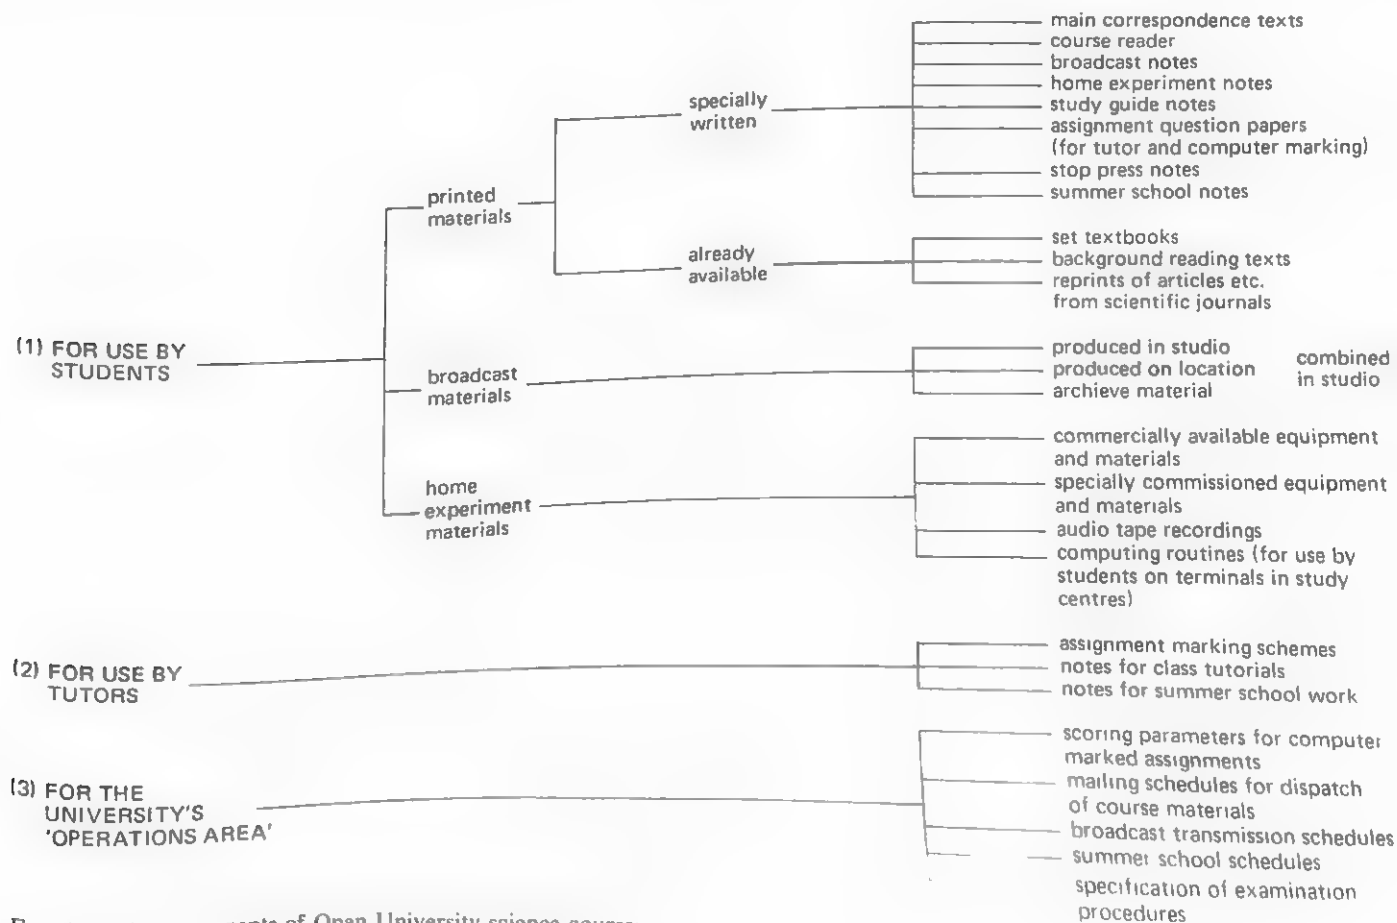 main correspondence texts
course reader
broadcast notes
home experiment notes
specially
written
study guide notes
assignment question papers
(for tutor and computer marking)
stop press notes
summer school notes
printed
materials
set textbooks
already
available
background reading texts
reprints of articles etc.
from scientific journals
(1) FOR USE BY
STUDENTS
broadcast
materials
produced in studio
produced on location
archieve material
combined
in studio
home
experiment
materials
commercially available equipment
and materials
specially commissioned equipment
and materials
audio tape recordings
computing routines (for use by
students on terminals in study
centres)
(2) FOR USE BY
TUTORS
assignment marking schemes
notes for class tutorials
notes for summer school work
(3) FOR THE
UNIVERSITY'S
'OPERATIONS AREA'
scoring parameters for computer
marked assignments
mailing schedules for dispatch
of course materials
broadcast transmission schedules
summer school schedules
specification of examination
procedures
of Open University science